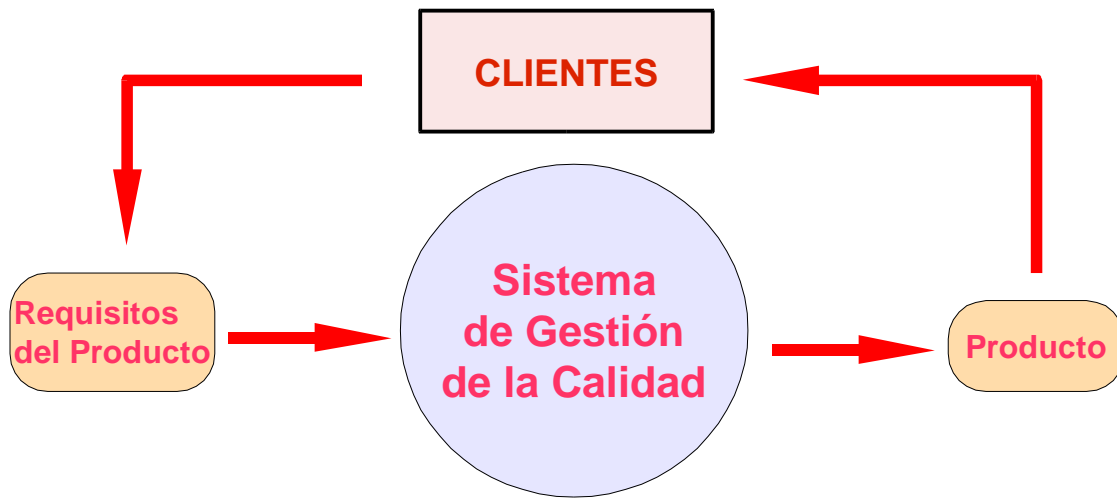 CLIENTES
Requisitos
del Producto
Sistema
de Gestión
de la Calidad
Producto